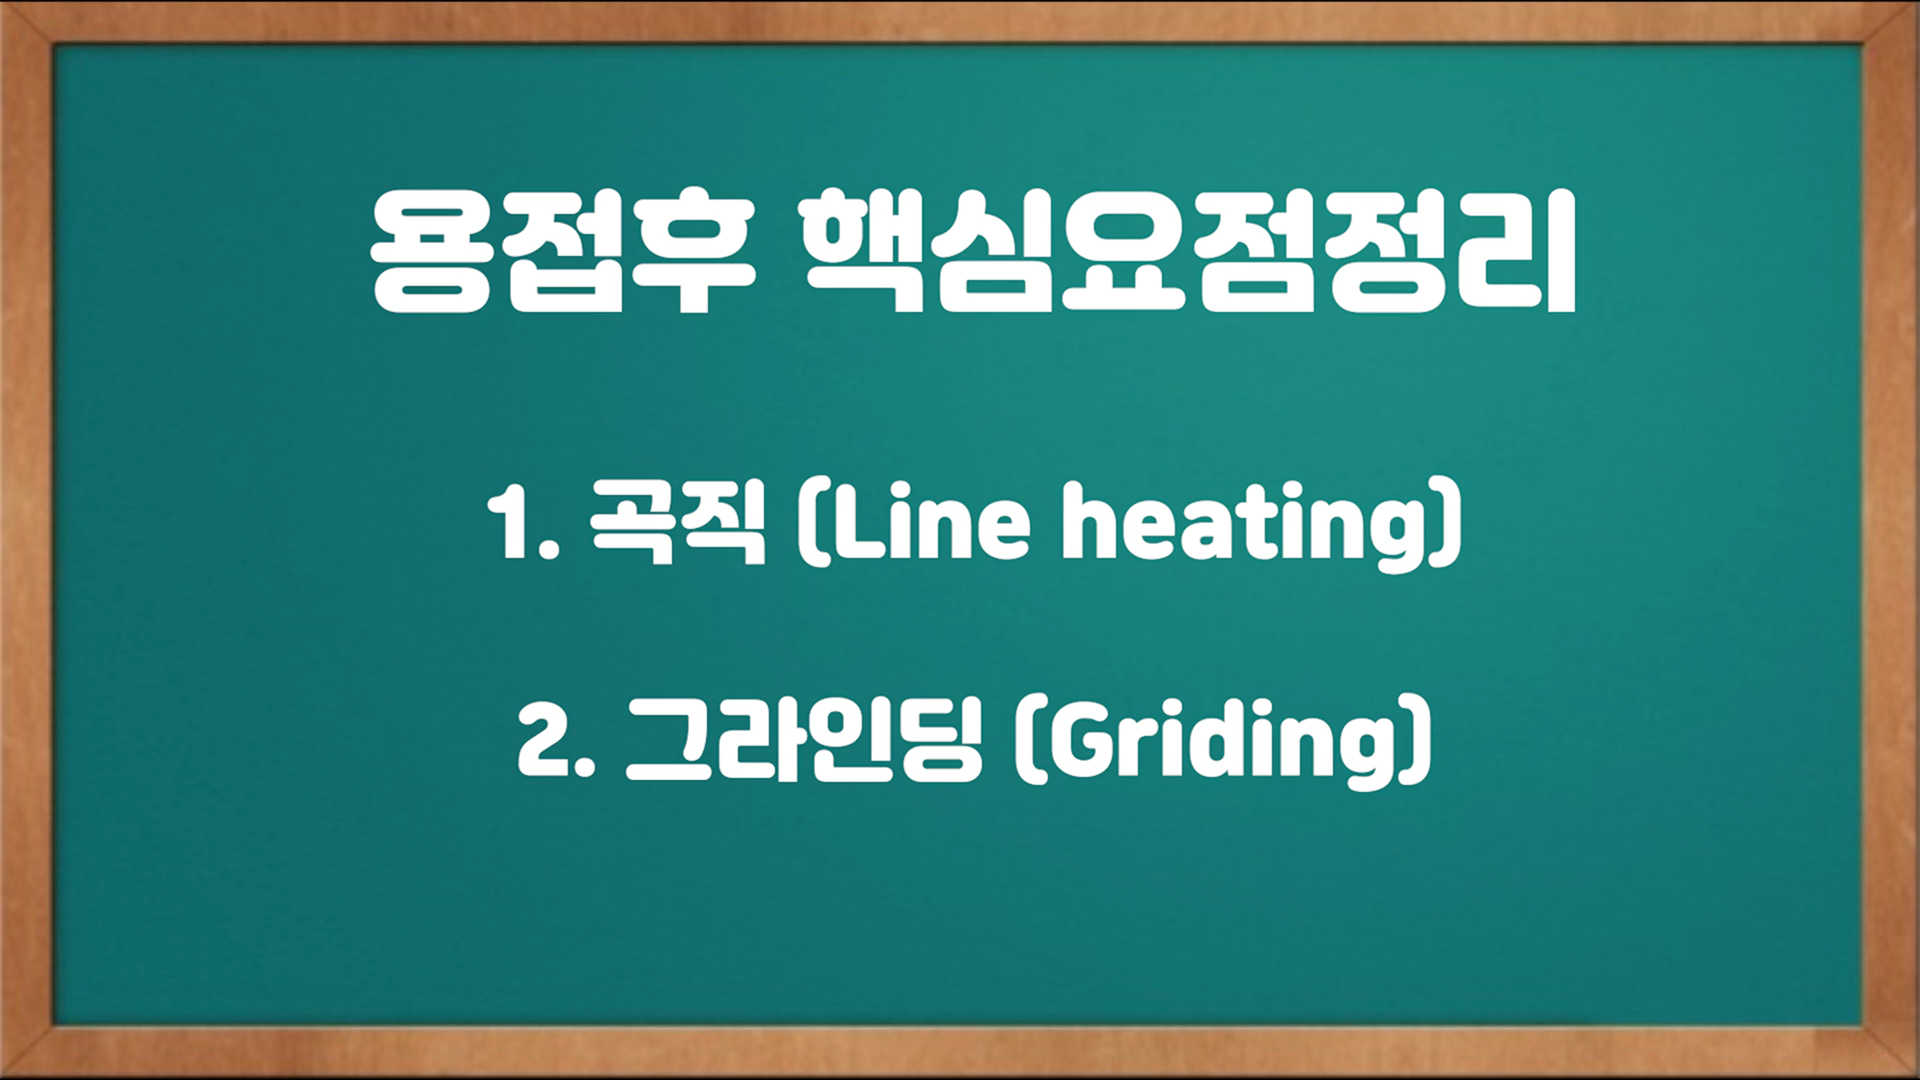 용접후 핵심요점정리
1. 곡직 (Line heating)
2. 그라인딩 (Griding)